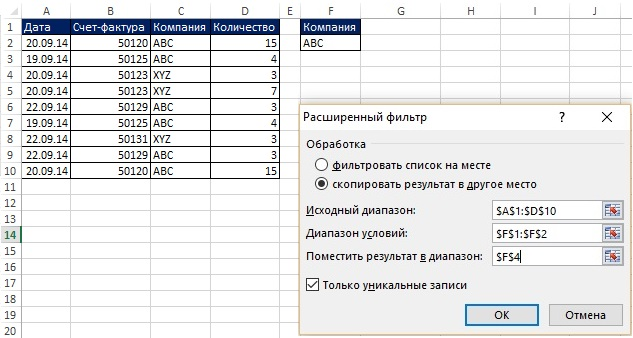 A B C D E F G H I J
1 Дата Счет-фактура Компания Количество Компания
2 20.09.14 50120 ABC 15 ABC
3 19.09.14 50125 ABC 4
4 20.09.14 50123 XYZ 3
5 20.09.14 50123 XYZ 7
6 22.09.14 50129 ABC 3
7 19.09.14 50125 ABC 4
8 22.09.14 50131 XYZ 3
9 22.09.14 50129 ABC 3
10 20.09.14 50120 ABC 15
11
12
13
14
15
16
17
18
19
20
Расширенный фильтр ? ×
Обработка
фильтровать список на месте
скопировать результат в другое место
Исходный диапазон: $A$1:$D$10
Диапазон условий: $F$1:$F$2
Поместить результат в диапазон: $F$4
Только уникальные записи
ОК Отмена